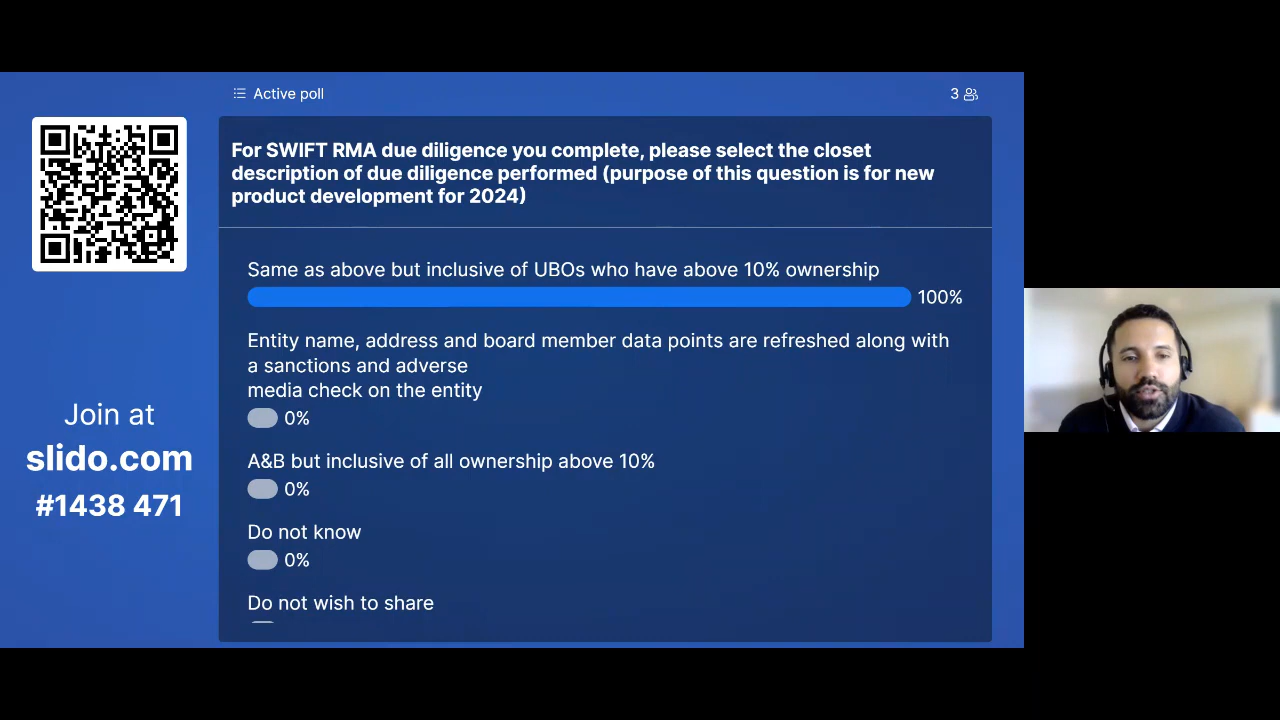 Active poll
3
For SWIFT RMA due diligence you complete, please select the closet
description of due diligence performed (purpose of this question is for new
product development for 2024)
Same as above but inclusive of UBOs who have above 10% ownership
100%
Entity name, address and board member data points are refreshed along with
a sanctions and adverse
media check on the entity
0%
A&B but inclusive of all ownership above 10%
0%
Do not know
0%
Do not wish to share
Join at
slido.com
#1438 471